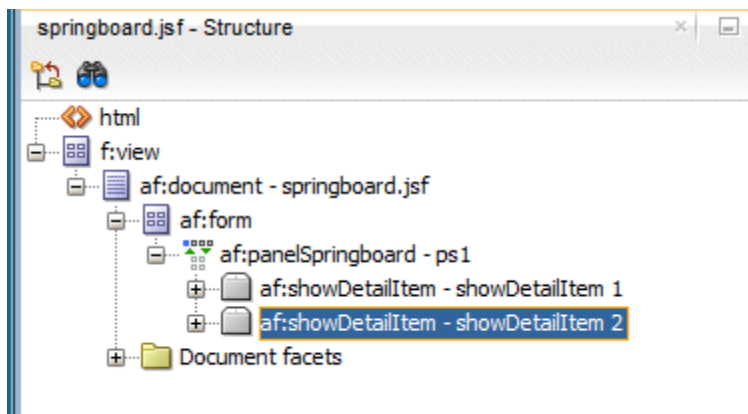 springboard.jsf - Structure
html
f:view
af:document - springboard.jsf
af:form
af:panelSpringboard - ps1
af:showDetailItem - showDetailItem 1
af:showDetailItem - showDetailItem 2
Document facets